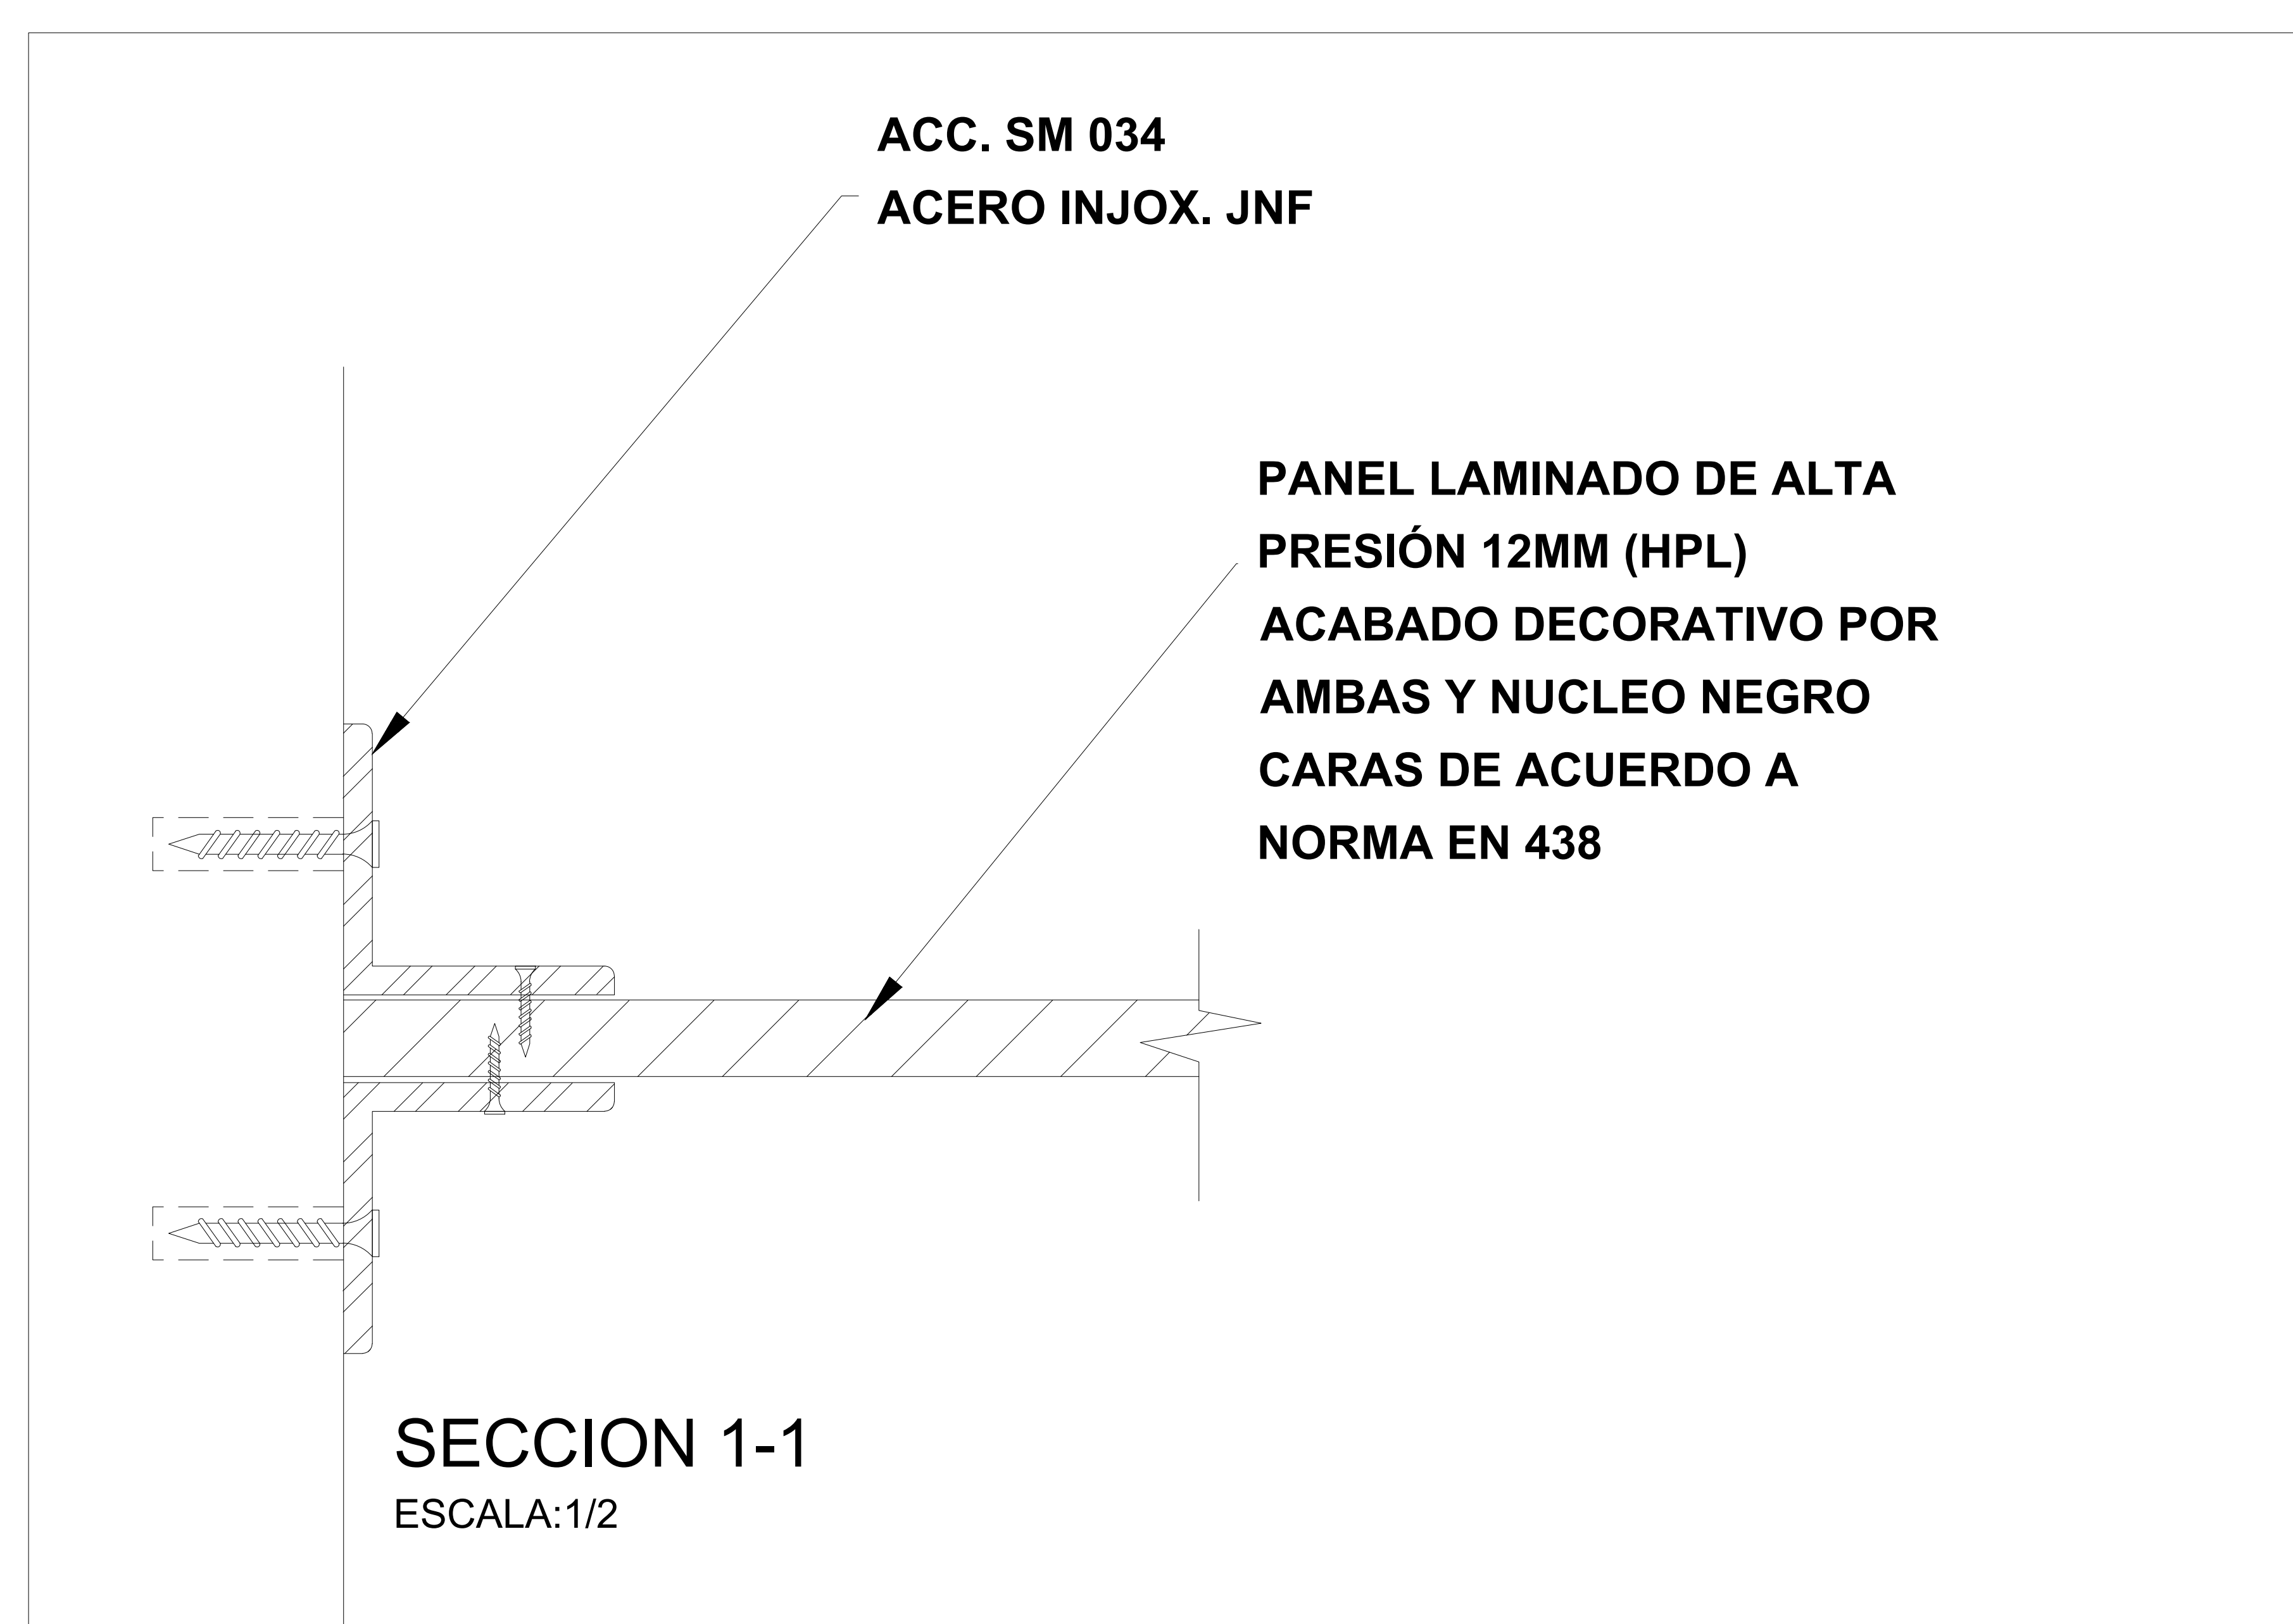 ACC. SM 034
ACERO INJOX. JNF
PANEL LAMINADO DE ALTA
PRESIÓN 12MM (HPL)
ACABADO DECORATIVO POR
AMBAS Y NUCLEO NEGRO
CARAS DE ACUERDO A
NORMA EN 438
SECCION 1-1
ESCALA:1/2